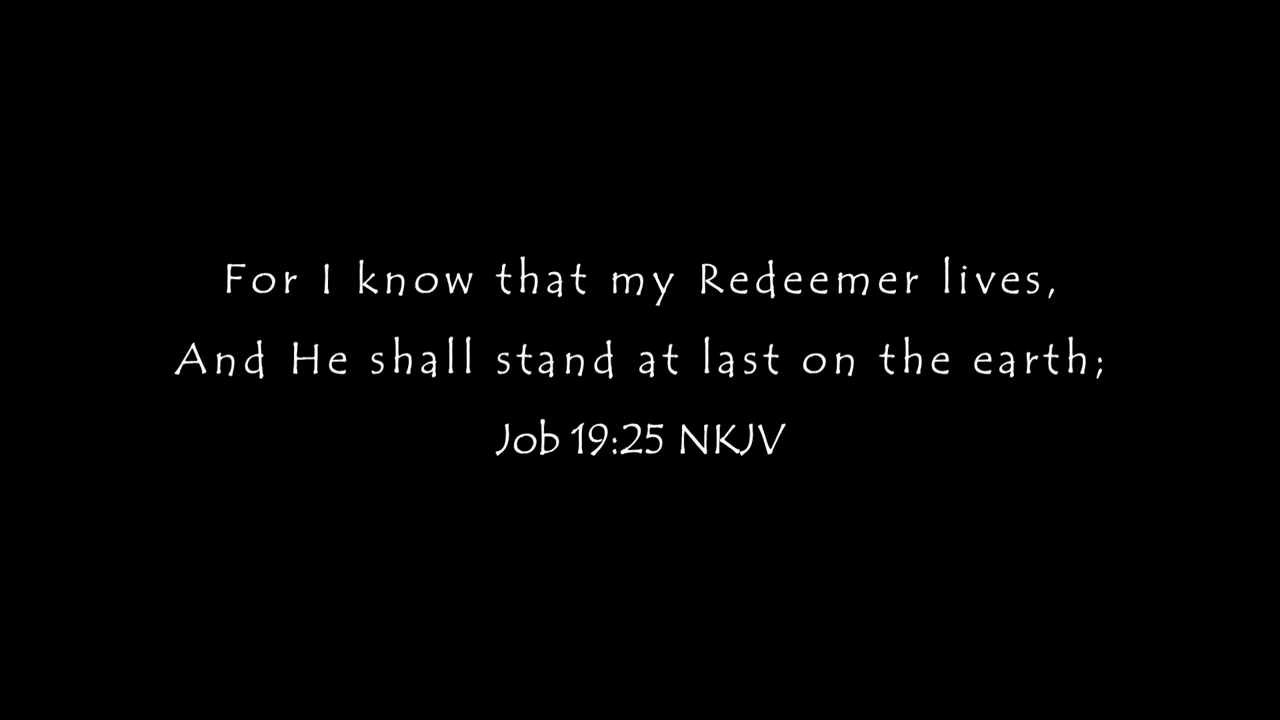 For I know that my Redeemer lives,
And He shall stand at last on the earth;
Job 19:25 NKJV